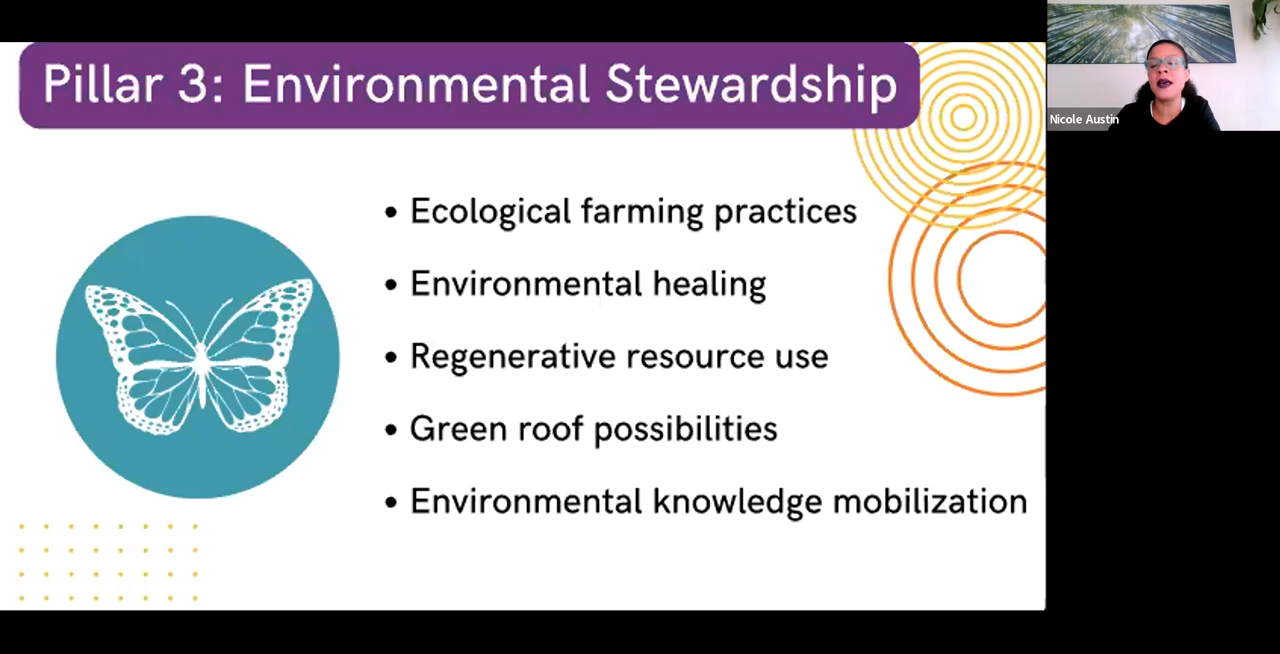 Pillar 3: Environmental Stewardship
Nicole Austin
• Ecological farming practices
• Environmental healing
• Regenerative resource use
• Green roof possibilities
• Environmental knowledge mobilization